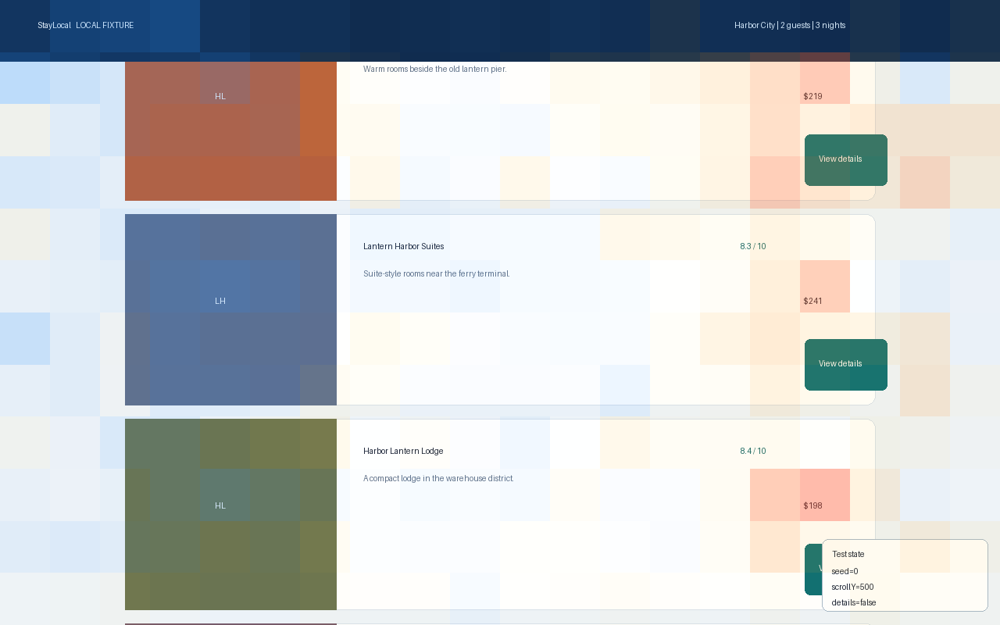 StayLocal LOCAL FIXTURE
Harbor City | 2 guests | 3 nights
Warm rooms beside the old lantern pier.
HL
$219
View details
Lantern Harbor Suites
8.3 / 10
Suite-style rooms near the ferry terminal.
LH
$241
View details
Harbor Lantern Lodge
8.4 / 10
A compact lodge in the warehouse district.
HL
$198
Test state
seed=0
scrollY=500
details=false